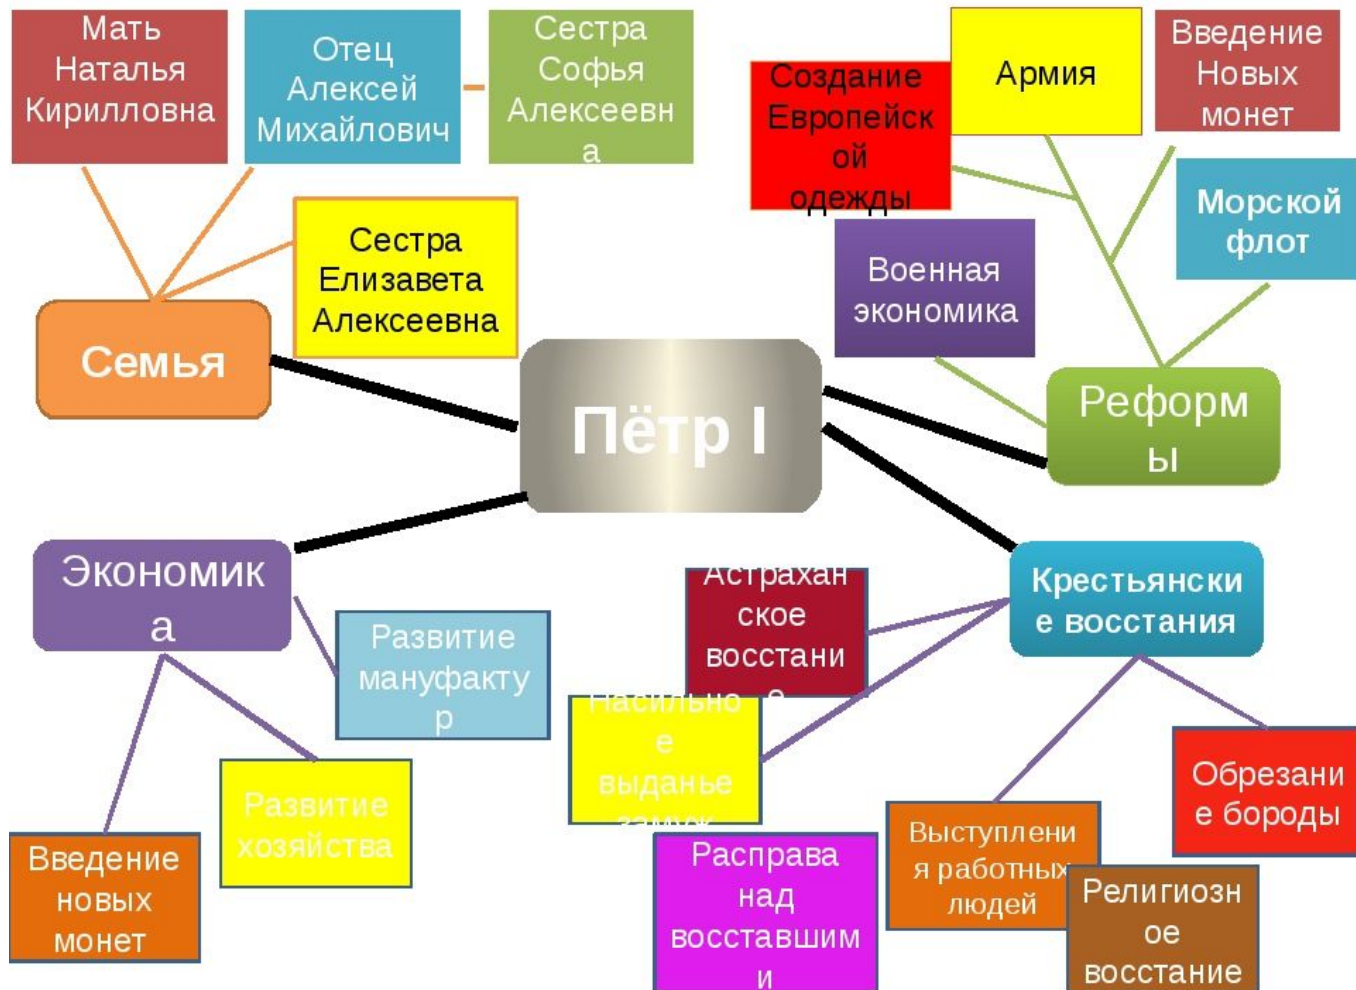 Мать
Наталья
Кирилловна
Отец
Алексей
Михайлович
Сестра
Софья
Алексеевн
а
Сестра
Елизавета
Алексеевна
Семья
Создание
Европейск
ой
одежды
Армия
Введение
Новых
монет
Морской
флот
Военная
экономика
Реформ
ы
Пётр I
Экономик
а
Развитие
мануфакту
р
Развитие
хозяйства
Введение
новых
монет
Крестьянски
е восстания
Астрахан
ское
восстани
е
Насильно
е
выданье
замуж
Расправа
над
восставшим
и
Выступлени
я работных
людей
Религиозн
ое
восстание
Обрезани
е бороды